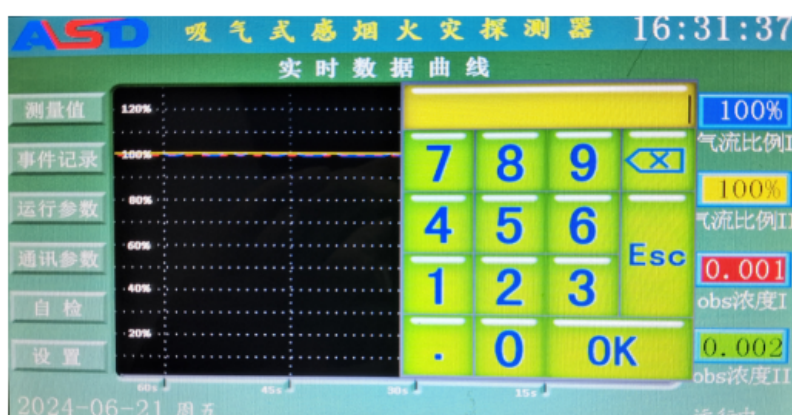 ASD 吸气式感烟火灾探测器 16:31:37
实时数据曲线
测量值
事件记录
运行参数
通讯参数
自检
设置
120%
100%
80%
60%
40%
20%
60s 45s 30s 15s
7 8 9
4 5 6 Esc
1 2 3
. 0 OK
100%
气流比例I
100%
气流比例II
0.001
obs浓度I
0.002
obs浓度II
2024-06-21 周五